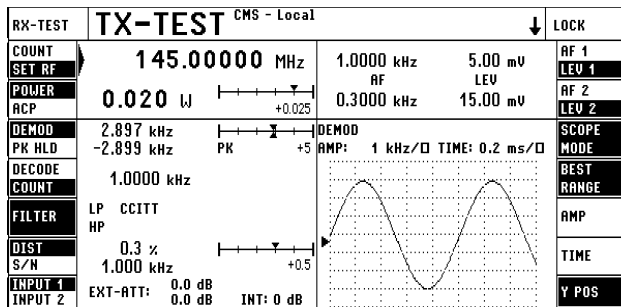 RX-TEST
TX-TEST
CMS - Local
LOCK
COUNT
SET RF
145.00000 MHz
1.0000 kHz
5.00 mV
AF
LEV
0.3000 kHz
15.00 mV
AF 1
LEV 1
POWER
ACP
0.020 W
+0.025
AF 2
LEV 2
DEMOD
PK HLD
2.897 kHz
-2.899 kHz
PK
+5
DEMOD
AMP: 1 kHz/□ TIME: 0.2 ms/□
SCOPE
MODE
DECODE
COUNT
1.0000 kHz
BEST
RANGE
FILTER
LP CCITT
HP
AMP
DIST
S/N
0.3 %
1.000 kHz
+0.5
TIME
INPUT 1
INPUT 2
EXT-ATT:
0.0 dB
0.0 dB
INT: 0 dB
Y POS